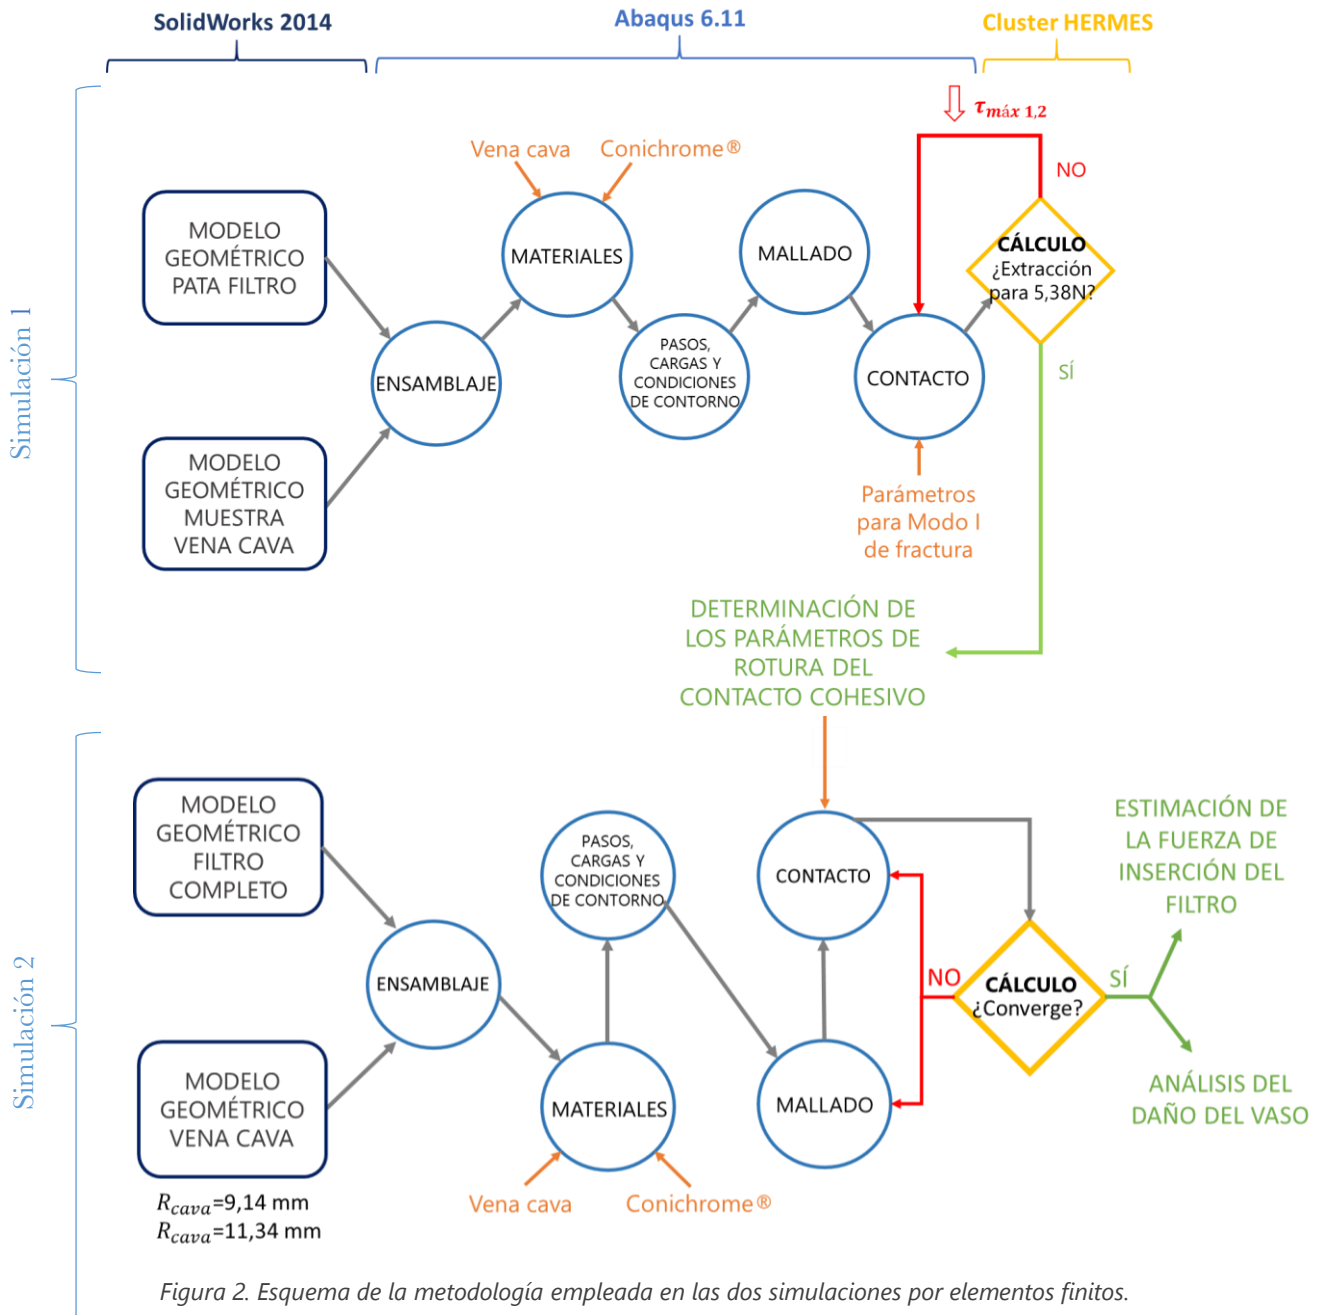 SolidWorks 2014
Abaqus 6.11
Cluster HERMES
τmáx 1,2
Simulación 1
MODELO
GEOMÉTRICO
PATA FILTRO
MODELO
GEOMÉTRICO
MUESTRA
VENA CAVA
ENSAMBLAJE
Vena cava
Conichrome®
MATERIALES
PASOS,
CARGAS Y
CONDICIONES
DE CONTORNO
MALLADO
CONTACTO
Parámetros
para Modo I
de fractura
CÁLCULO
¿Extracción
para 5,38N?
NO
SÍ
DETERMINACIÓN DE
LOS PARÁMETROS DE
ROTURA DEL
CONTACTO COHESIVO
Simulación 2
MODELO
GEOMÉTRICO
FILTRO
COMPLETO
MODELO
GEOMÉTRICO
VENA CAVA
Rcava=9,14 mm
Rcava=11,34 mm
ENSAMBLAJE
MATERIALES
Vena cava
Conichrome®
PASOS,
CARGAS Y
CONDICIONES
DE CONTORNO
MALLADO
CONTACTO
CÁLCULO
¿Converge?
NO
SÍ
ESTIMACIÓN DE
LA FUERZA DE
INSERCIÓN DEL
FILTRO
ANÁLISIS DEL
DAÑO DEL VASO
Figura 2. Esquema de la metodología empleada en las dos simulaciones por elementos finitos.